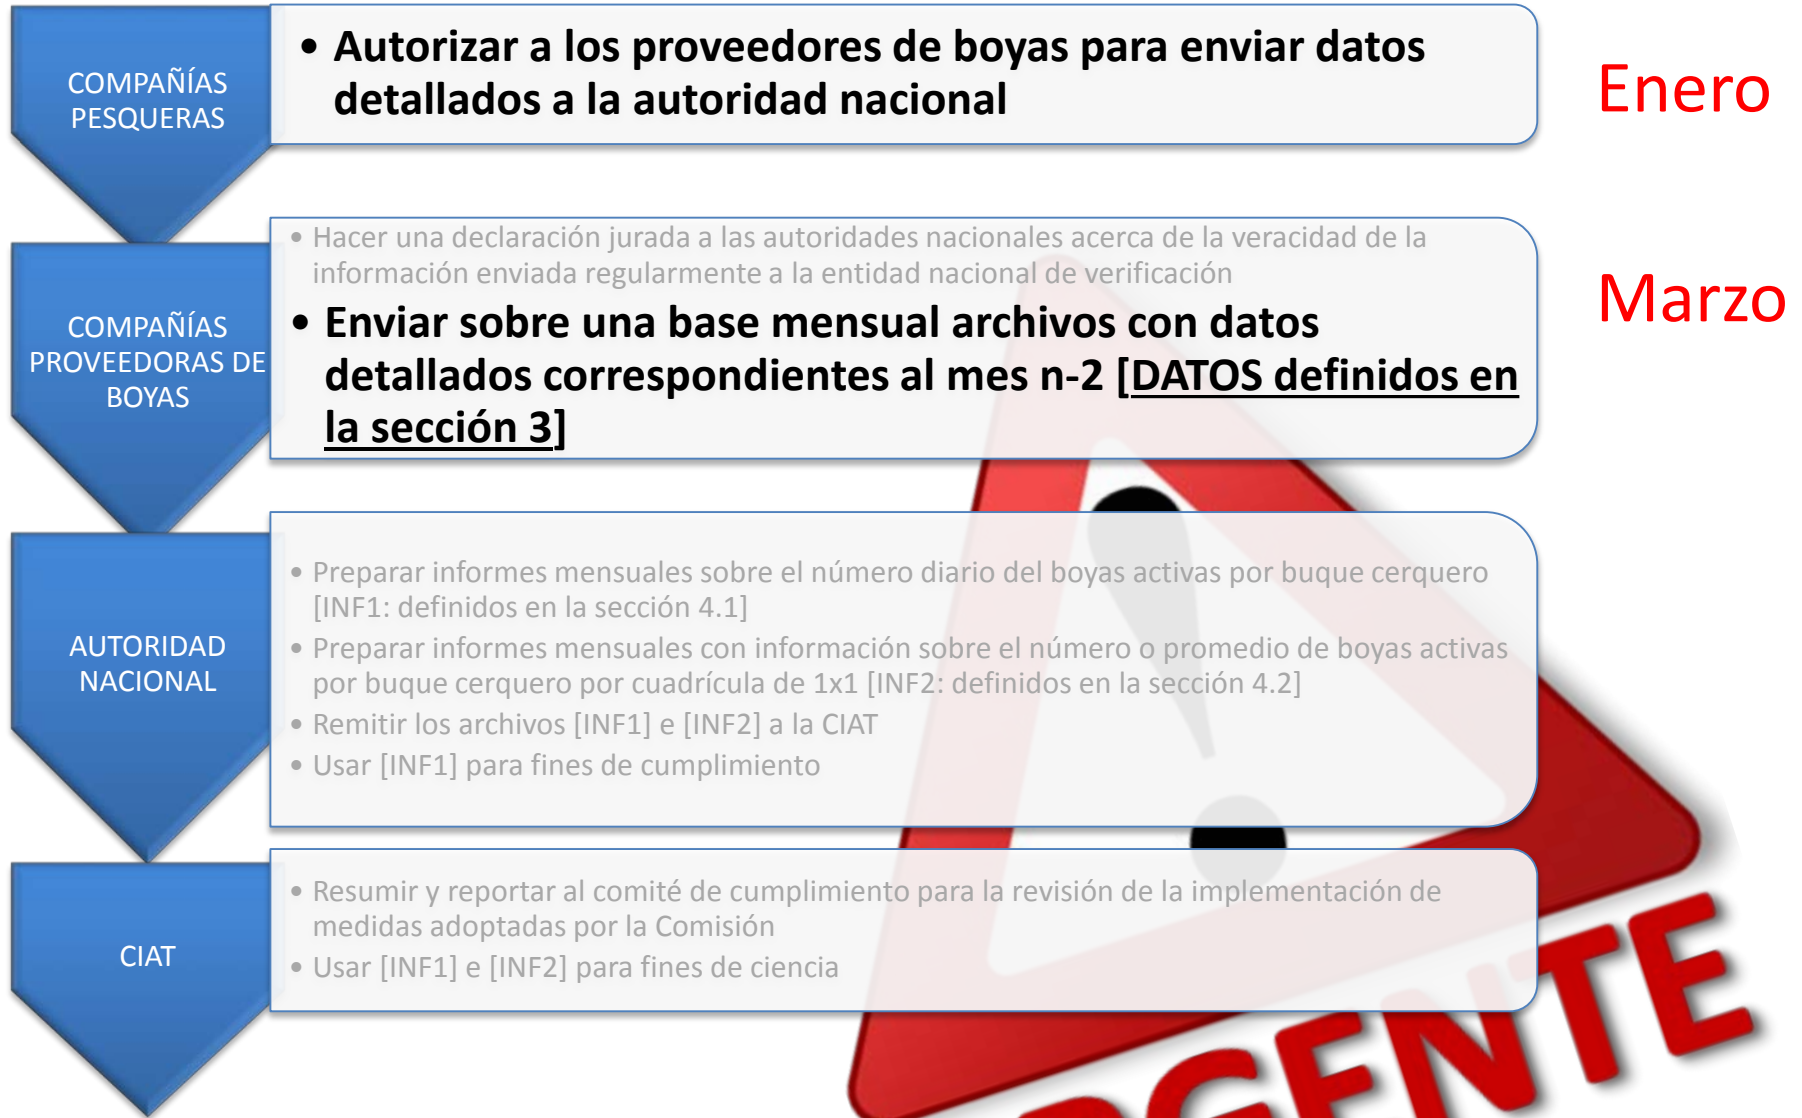 COMPAÑÍAS
PESQUERAS
• Autorizar a los proveedores de boyas para enviar datos
detallados a la autoridad nacional
Enero
COMPAÑÍAS
PROVEEDORAS DE
BOYAS
• Hacer una declaración jurada a las autoridades nacionales acerca de la veracidad de la
información enviada regularmente a la entidad nacional de verificación
• Enviar sobre una base mensual archivos con datos
detallados correspondientes al mes n-2 [DATOS definidos en
la sección 3]
Marzo
AUTORIDAD
NACIONAL
• Preparar informes mensuales sobre el número diario del boyas activas por buque cerquero
[INF1: definidos en la sección 4.1]
• Preparar informes mensuales con información sobre el número o promedio de boyas activas
por buque cerquero por cuadrícula de 1x1 [INF2: definidos en la sección 4.2]
• Remitir los archivos [INF1] e [INF2] a la CIAT
• Usar [INF1] para fines de cumplimiento
CIAT
• Resumir y reportar al comité de cumplimiento para la revisión de la implementación de
medidas adoptadas por la Comisión
• Usar [INF1] e [INF2] para fines de ciencia
RGENTE